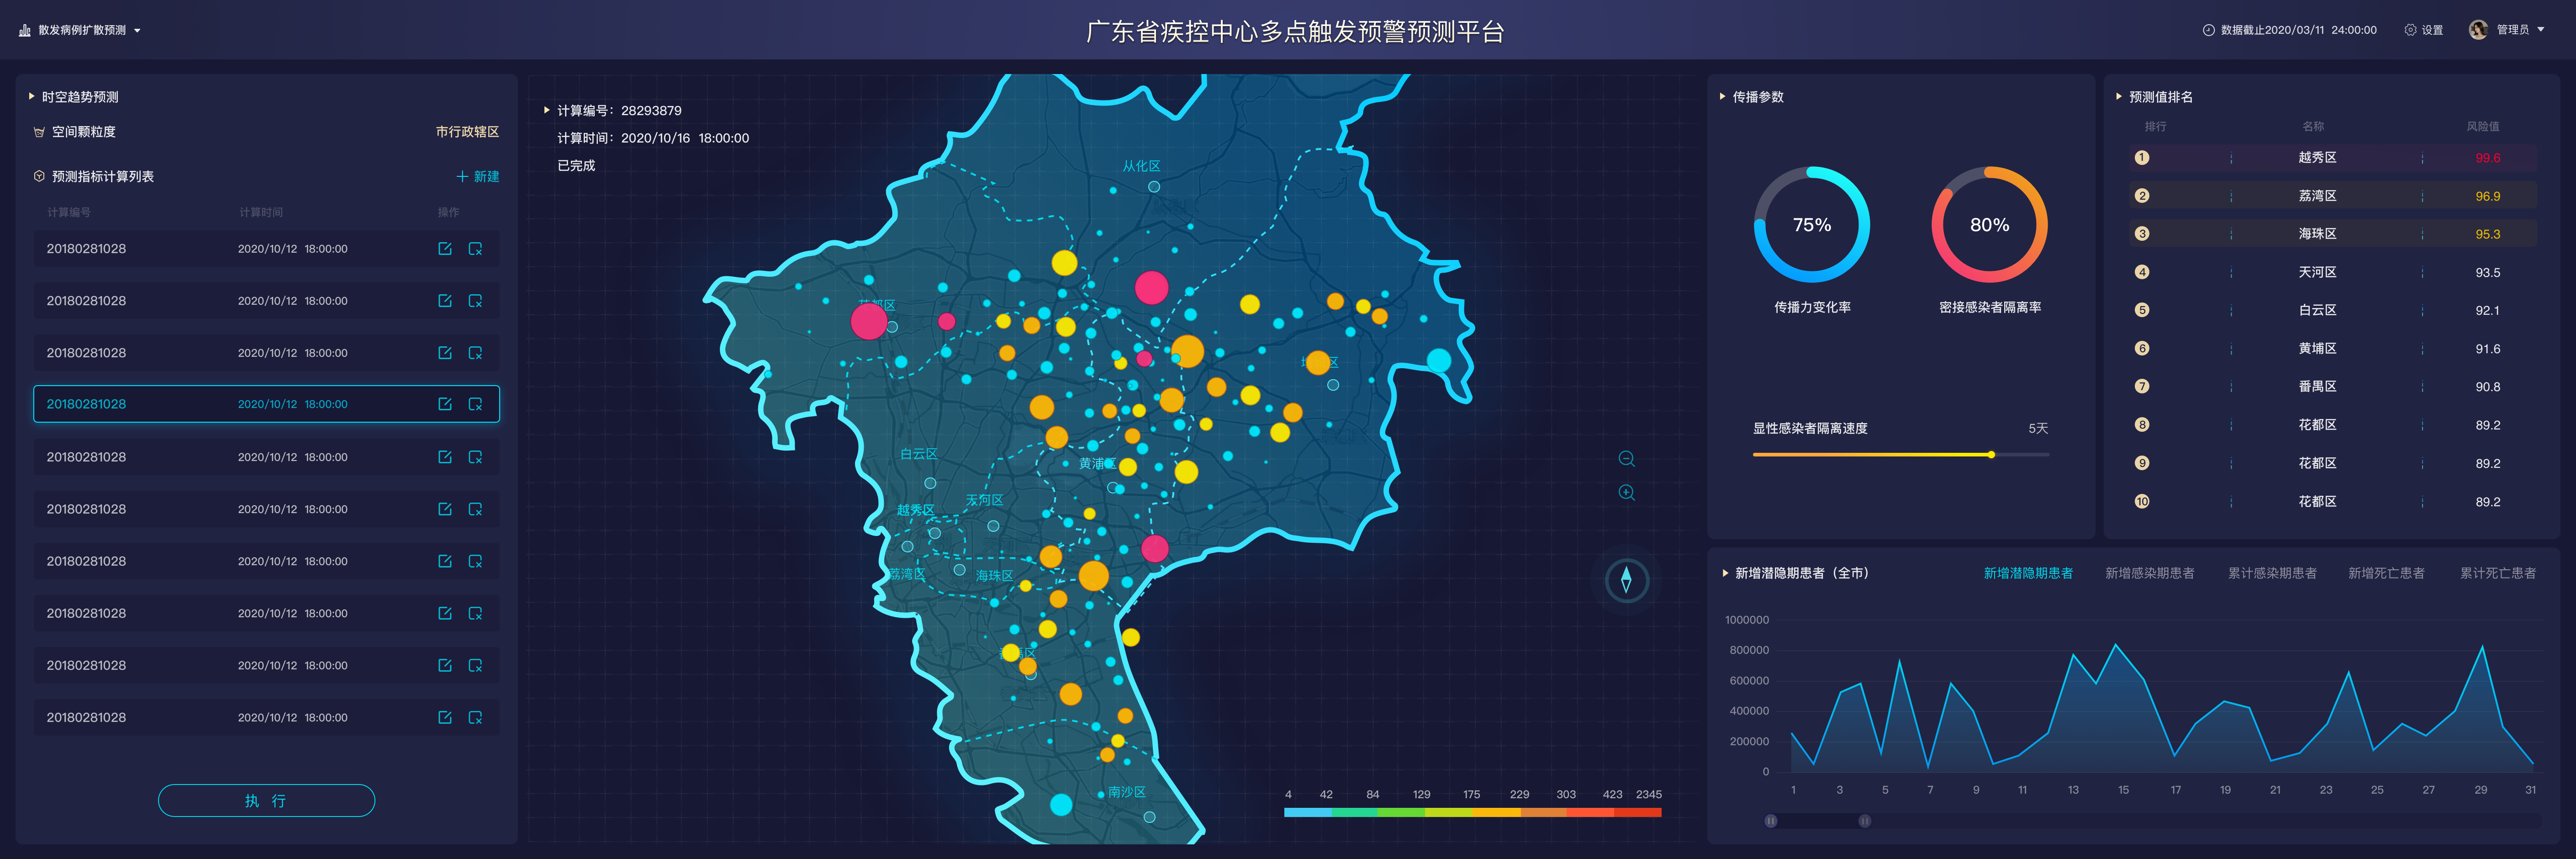 散发病例扩散预测
广东省疾控中心多点触发预警预测平台
数据截止2020/03/11 24:00:00
设置
管理员
时空趋势预测
空间颗粒度
市行政辖区
预测指标计算列表
+ 新建
计算编号 计算时间 操作
20180281028 2020/10/12 18:00:00
20180281028 2020/10/12 18:00:00
20180281028 2020/10/12 18:00:00
20180281028 2020/10/12 18:00:00
20180281028 2020/10/12 18:00:00
20180281028 2020/10/12 18:00:00
20180281028 2020/10/12 18:00:00
20180281028 2020/10/12 18:00:00
20180281028 2020/10/12 18:00:00
20180281028 2020/10/12 18:00:00
执 行
计算编号：28293879
计算时间：2020/10/16 18:00:00
已完成
从化区
白云区
黄浦区
天河区
越秀区
荔湾区
海珠区
南沙区
4 42 84 129 175 229 303 423 2345
传播参数
75%
80%
传播力变化率
密接感染者隔离率
显性感染者隔离速度
5天
预测值排名
排行 名称 风险值
1 越秀区 99.6
2 荔湾区 96.9
3 海珠区 95.3
4 天河区 93.5
5 白云区 92.1
6 黄埔区 91.6
7 番禺区 90.8
8 花都区 89.2
9 花都区 89.2
10 花都区 89.2
新增潜隐期患者（全市）
新增潜隐期患者 新增感染期患者 累计感染期患者 新增死亡患者 累计死亡患者
1000000
800000
600000
400000
200000
0
1 3 5 7 9 11 13 15 17 19 21 23 25 27 29 31